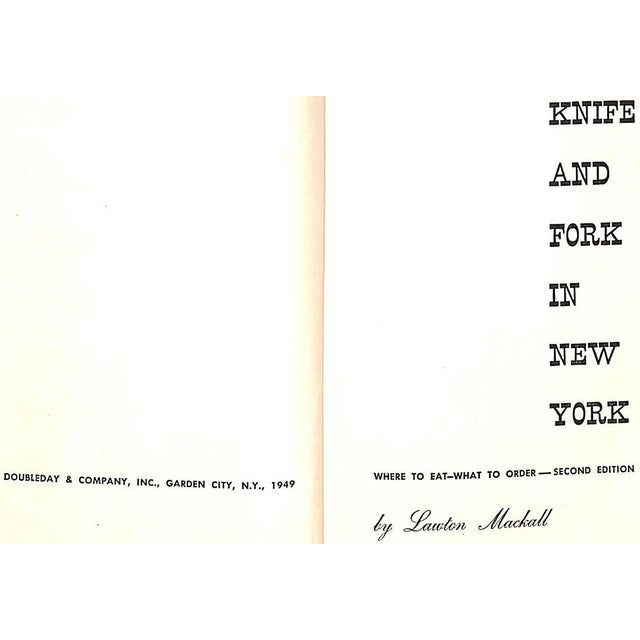 DOUBLEDAY & COMPANY, INC., GARDEN CITY, N.Y., 1949
KNIFE
AND
FORK
IN
NEW
YORK
WHERE TO EAT—WHAT TO ORDER — SECOND EDITION
by Lawton Mackall